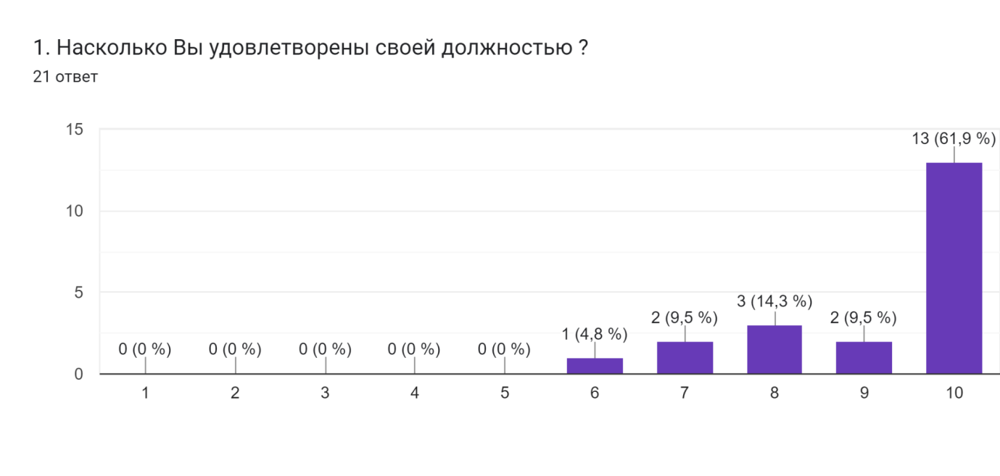 1. Насколько Вы удовлетворены своей должностью ?
21 ответ
15
13 (61,9 %)
10
5
3 (14,3 %)
2 (9,5 %) 2 (9,5 %)
1 (4,8 %)
0 (0 %) 0 (0 %) 0 (0 %) 0 (0 %) 0 (0 %)
0
1 2 3 4 5 6 7 8 9 10